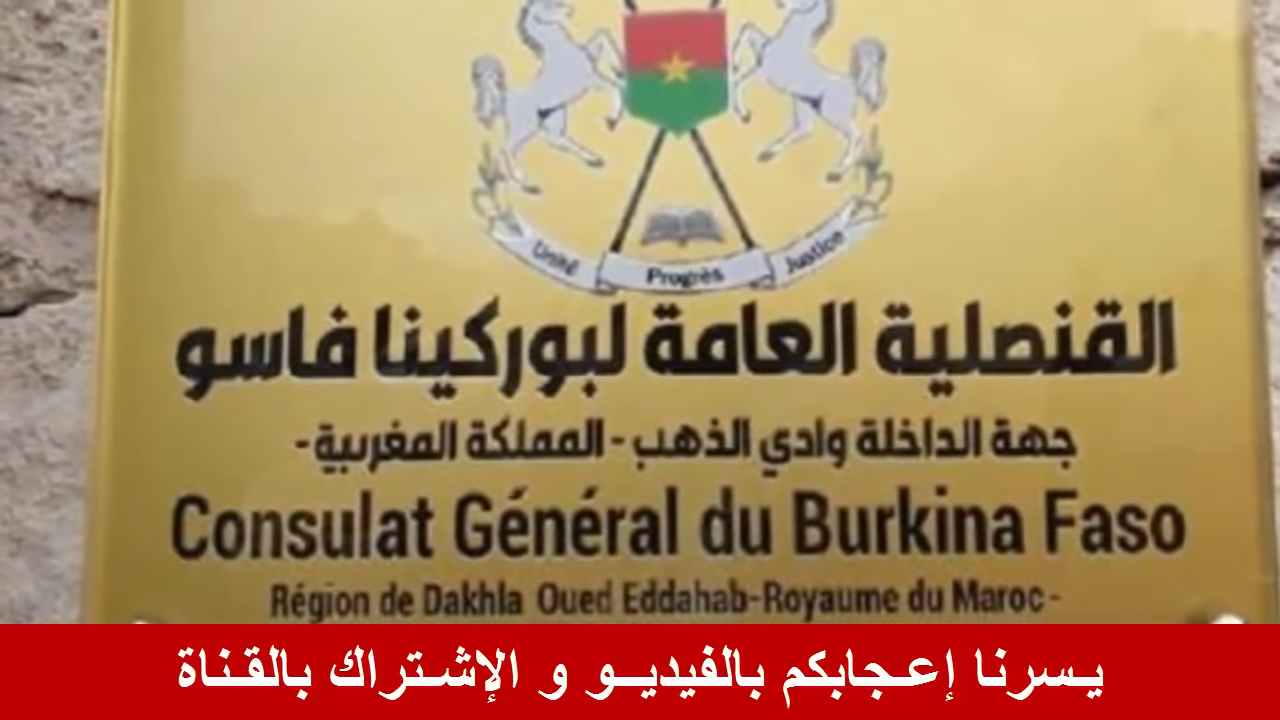 Unité Progrès Justice
القنصلية العامة لبوركينا فاسو
جهة الداخلة وادي الذهب - المملكة المغربية -
Consulat Général du Burkina Faso
Région de Dakhla Oued Eddahab-Royaume du Maroc-
يسرنا إعجابكم بالفيديو و الإشتراك بالقناة